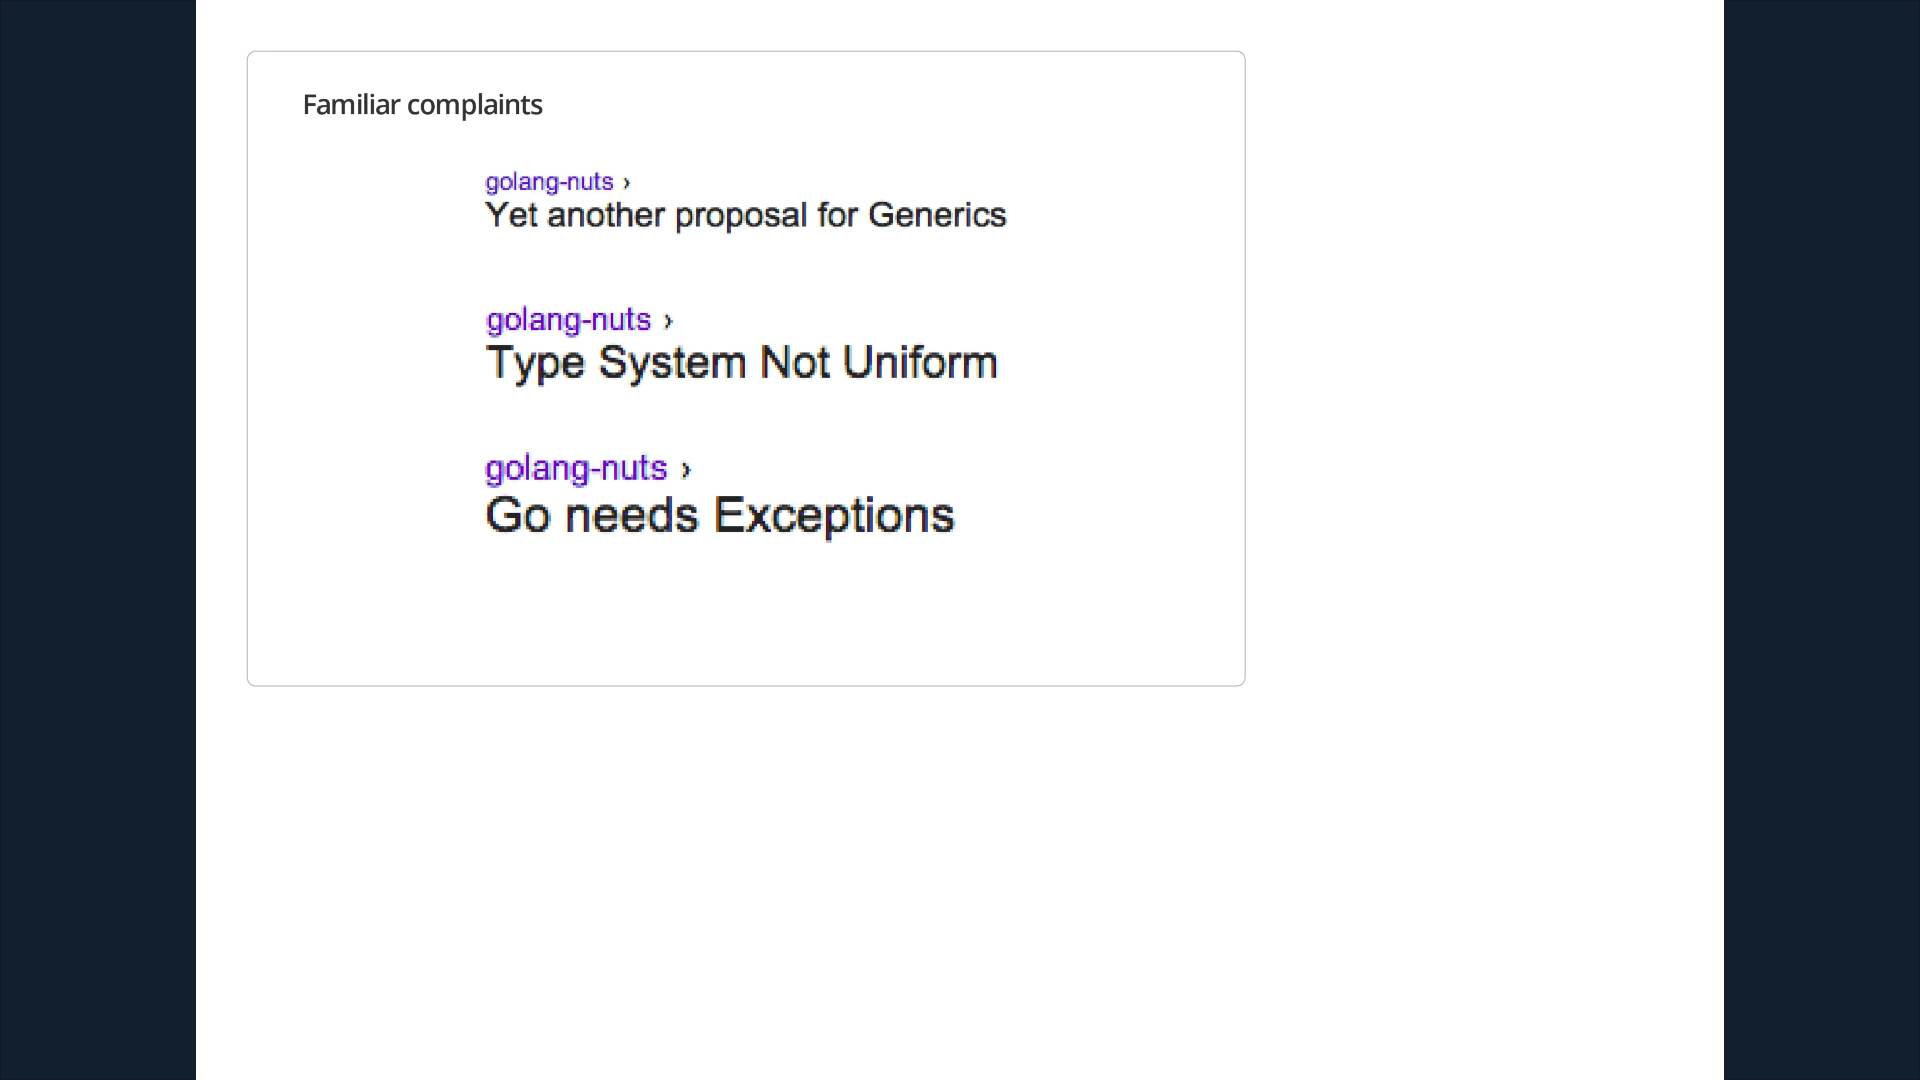 Familiar complaints
golang-nuts ›
Yet another proposal for Generics
golang-nuts ›
Type System Not Uniform
golang-nuts ›
Go needs Exceptions